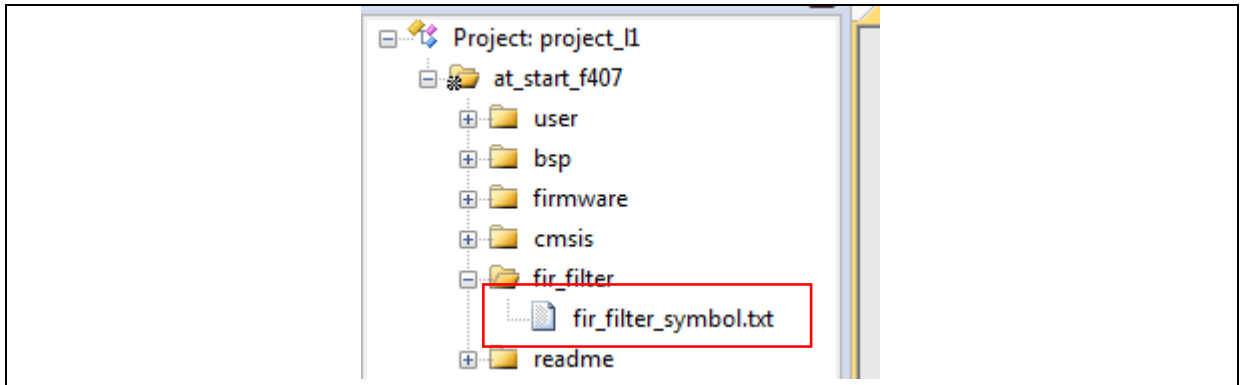 Project: project_l1
at_start_f407
user
bsp
firmware
cmsis
fir_filter
fir_filter_symbol.txt
readme